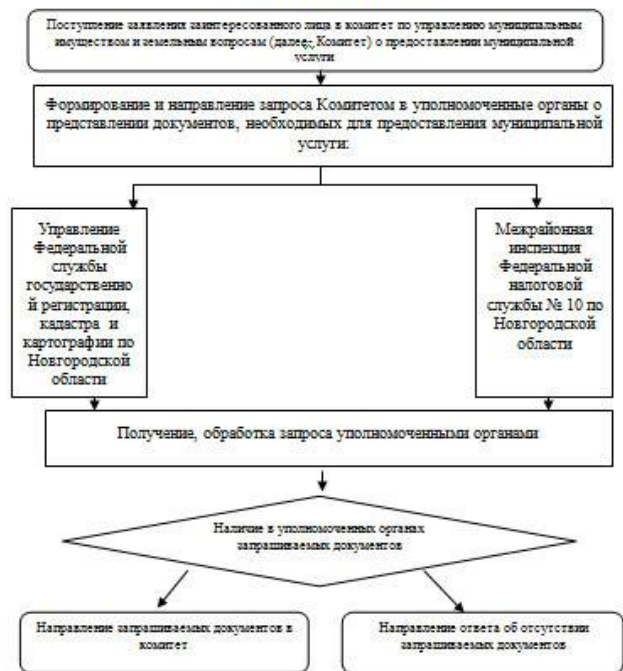 Поступление заявления заинтересованного лица в комитет по управлению муниципальным
имуществом и земельным вопросам (далее, Комитет) о предоставлении муниципальной
услуги
Формирование и направление запроса Комитетом в уполномоченные органы о
представлении документов, необходимых для предоставления муниципальной
услуги:
Управление
Федеральной
службы
государственно
й регистрации,
кадастра и
картографии по
Новгородской
области
Межрайонная
инспекция
Федеральной
налоговой
службы № 10 по
Новгородской
области
Получение, обработка запроса уполномоченными органами
Наличие в уполномоченных органах
запрашиваемых документов
Направление запрашиваемых документов в
комитет
Направление ответа об отсутствии
запрашиваемых документов